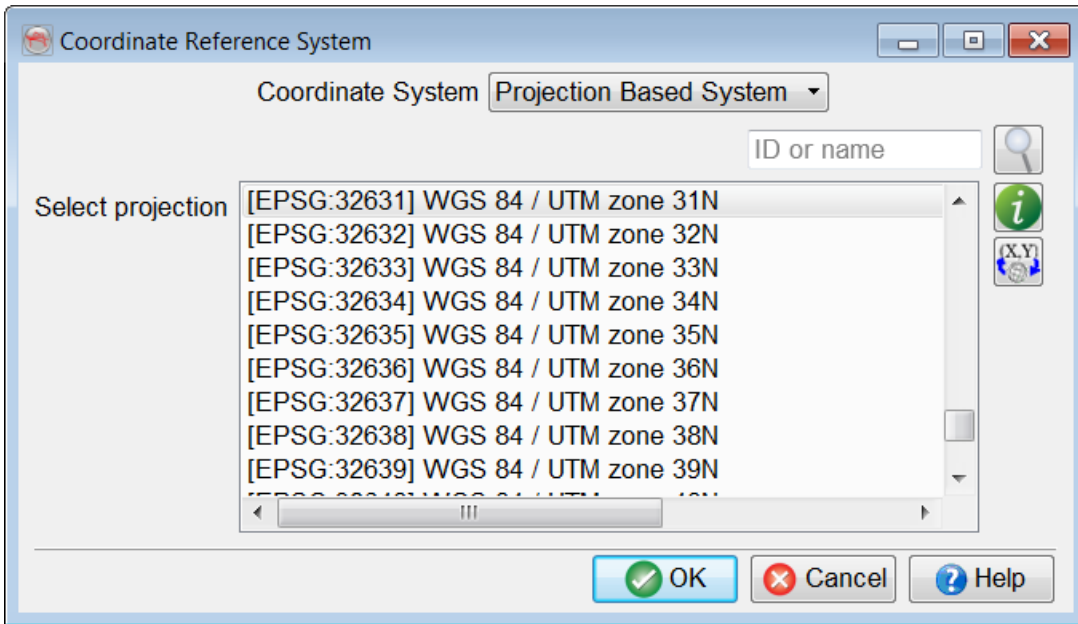 Coordinate Reference System
Coordinate System Projection Based System
ID or name
Select projection
[EPSG:32631] WGS 84 / UTM zone 31N
[EPSG:32632] WGS 84 / UTM zone 32N
[EPSG:32633] WGS 84 / UTM zone 33N
[EPSG:32634] WGS 84 / UTM zone 34N
[EPSG:32635] WGS 84 / UTM zone 35N
[EPSG:32636] WGS 84 / UTM zone 36N
[EPSG:32637] WGS 84 / UTM zone 37N
[EPSG:32638] WGS 84 / UTM zone 38N
[EPSG:32639] WGS 84 / UTM zone 39N
(X,Y)
OK Cancel Help